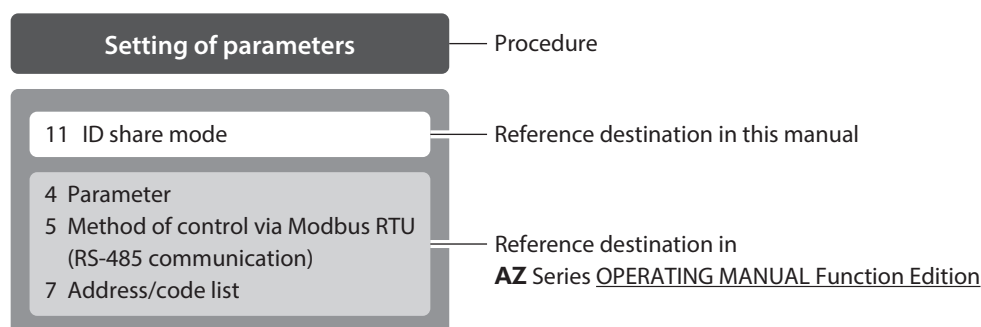 Setting of parameters
Procedure
11 ID share mode
Reference destination in this manual
4 Parameter
5 Method of control via Modbus RTU
(RS-485 communication)
7 Address/code list
Reference destination in
AZ Series OPERATING MANUAL Function Edition